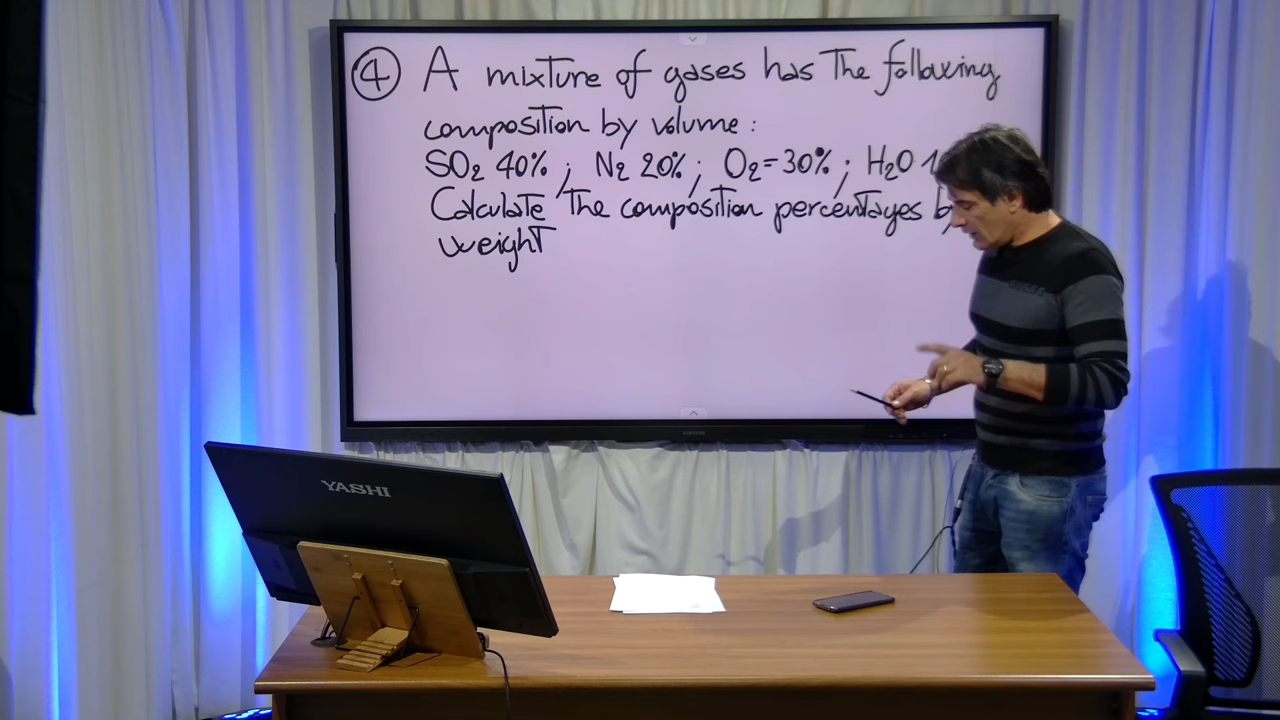 ④ A mixture of gases has the following
composition by volume :
SO₂ 40% ; N₂ 20% ; O₂=30% ; H₂O
Calculate the composition percentages
weight
YASHI